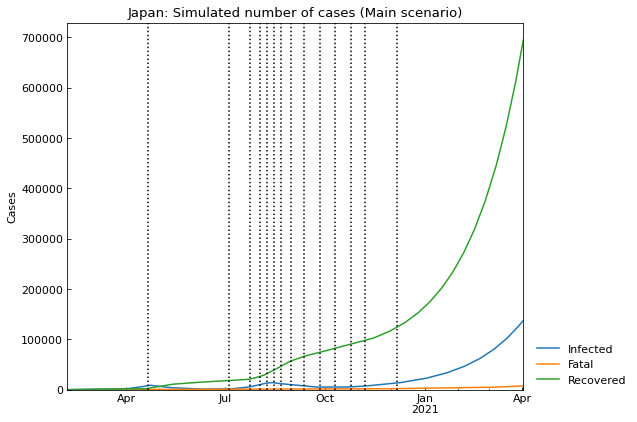 Japan: Simulated number of cases (Main scenario)
700000
600000
500000
400000
300000
200000
100000
0
Cases
Apr
Jul
Oct
Jan
2021
Apr
Infected
Fatal
Recovered